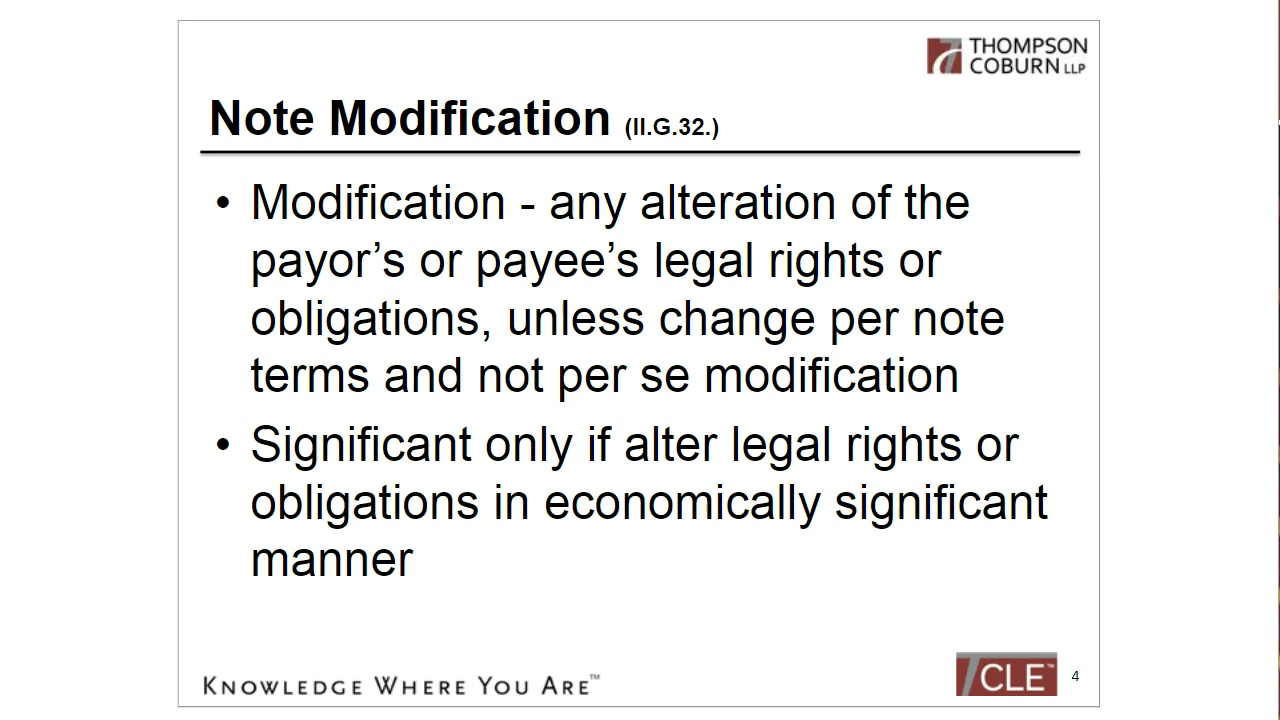 THOMPSON
COBURN LLP
Note Modification (II.G.32.)
• Modification - any alteration of the
payor’s or payee’s legal rights or
obligations, unless change per note
terms and not per se modification
• Significant only if alter legal rights or
obligations in economically significant
manner
KNOWLEDGE WHERE YOU ARE™
TCLE™
4